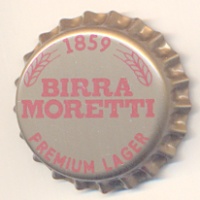 1859
BIRRA
MORETTI
PREMIUM LAGER